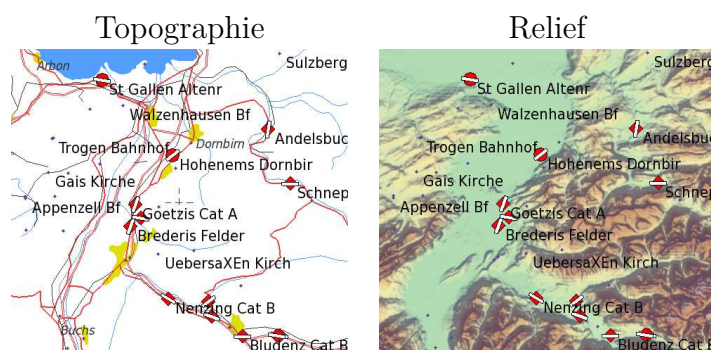 Topographie
Relief
Arbon
Sulzberg
St Gallen Altenr
Walzenhausen Bf
Andelsbuc
Dornbirn
Trogen Bahnhof
Hohenems Dornbir
Gais Kirche
Schnep
Appenzell Bf
Goetzis Cat A
Brederis Felder
UebersaXEn Kirch
Nenzing Cat B
Buchs
Bludenz Cat B
Sulzberg
St Gallen Altenr
Walzenhausen Bf
Andelsbuc
Trogen Bahnhof
Hohenems Dornbir
Gais Kirche
Schnep
Appenzell Bf
Goetzis Cat A
Brederis Felder
UebersaXEn Kirch
Nenzing Cat B
Bludenz Cat B